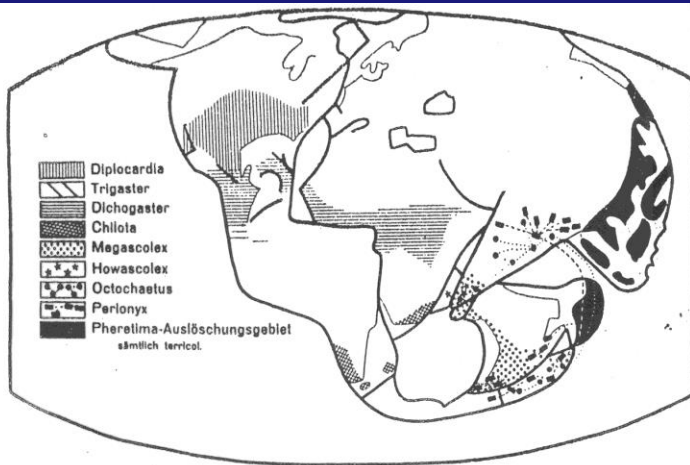 Diplocardia
Trigaster
Dichogaster
Chilota
Megascolex
Howascolex
Octochaetus
Perionyx
Pheretima-Auslöschungsgebiet
sämtlich terricol.